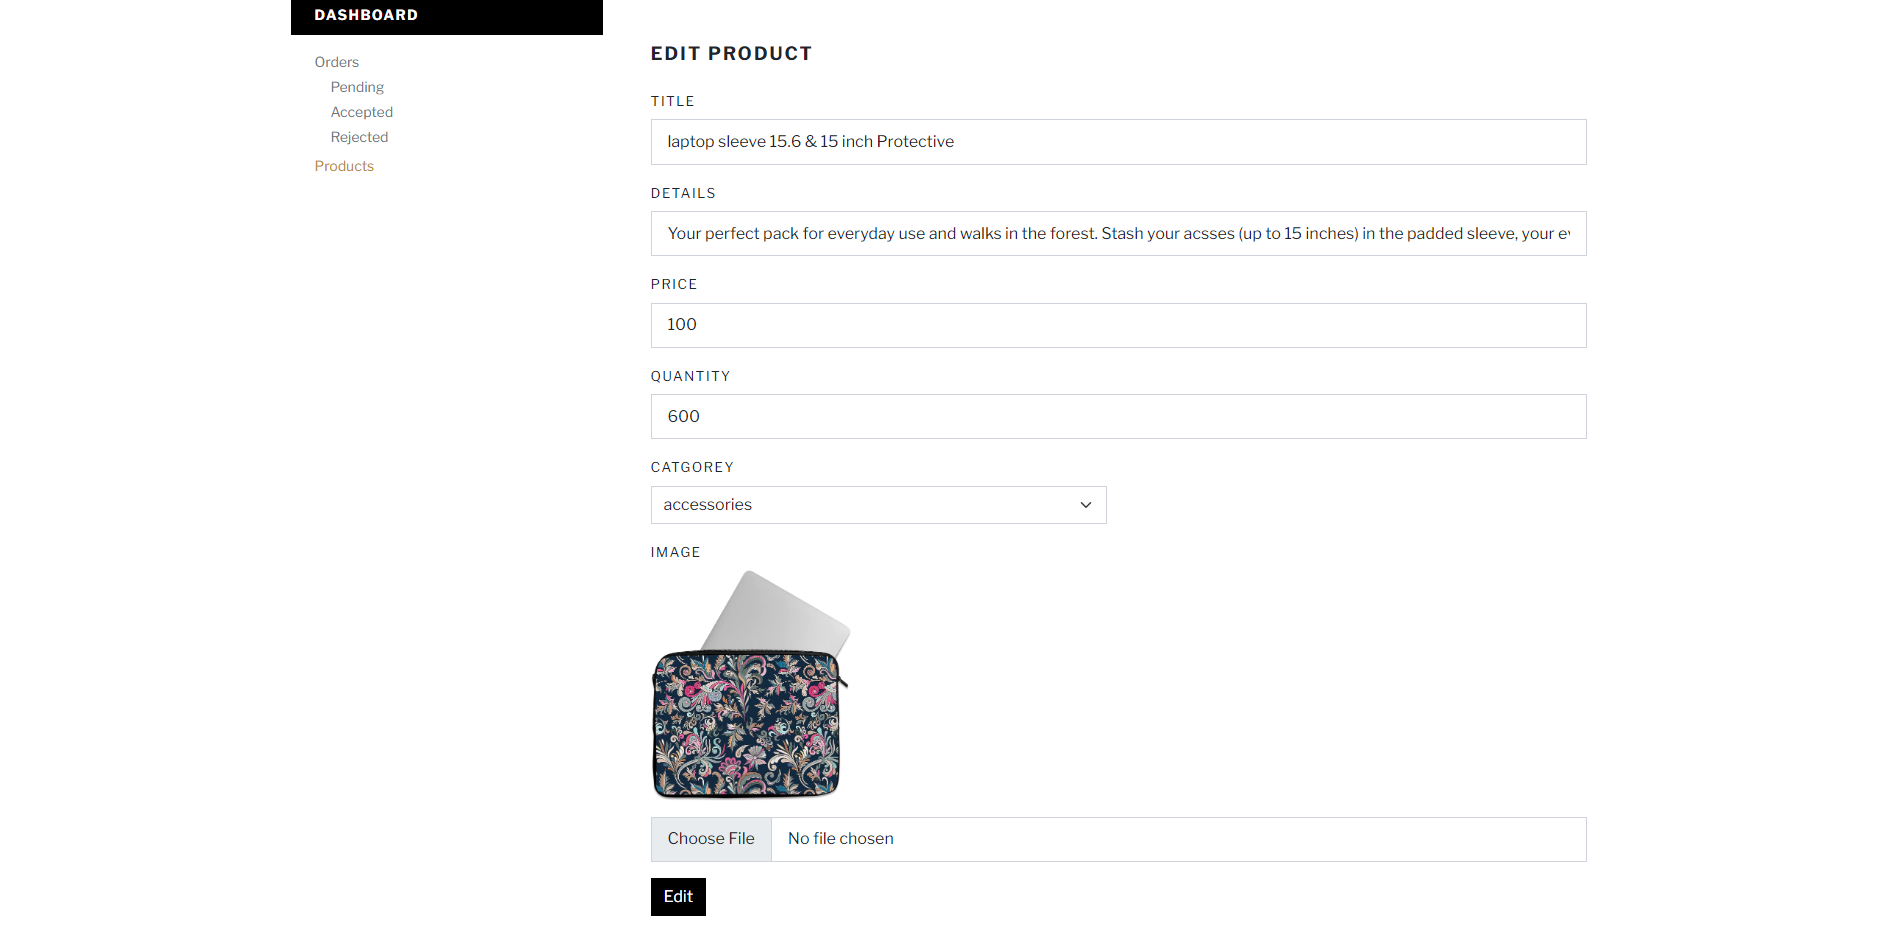 DASHBOARD
Orders
Pending
Accepted
Rejected
Products
EDIT PRODUCT
TITLE
laptop sleeve 15.6 & 15 inch Protective
DETAILS
Your perfect pack for everyday use and walks in the forest. Stash your acsses (up to 15 inches) in the padded sleeve, your
PRICE
100
QUANTITY
600
CATGOREY
accessories
IMAGE
Choose File No file chosen
Edit